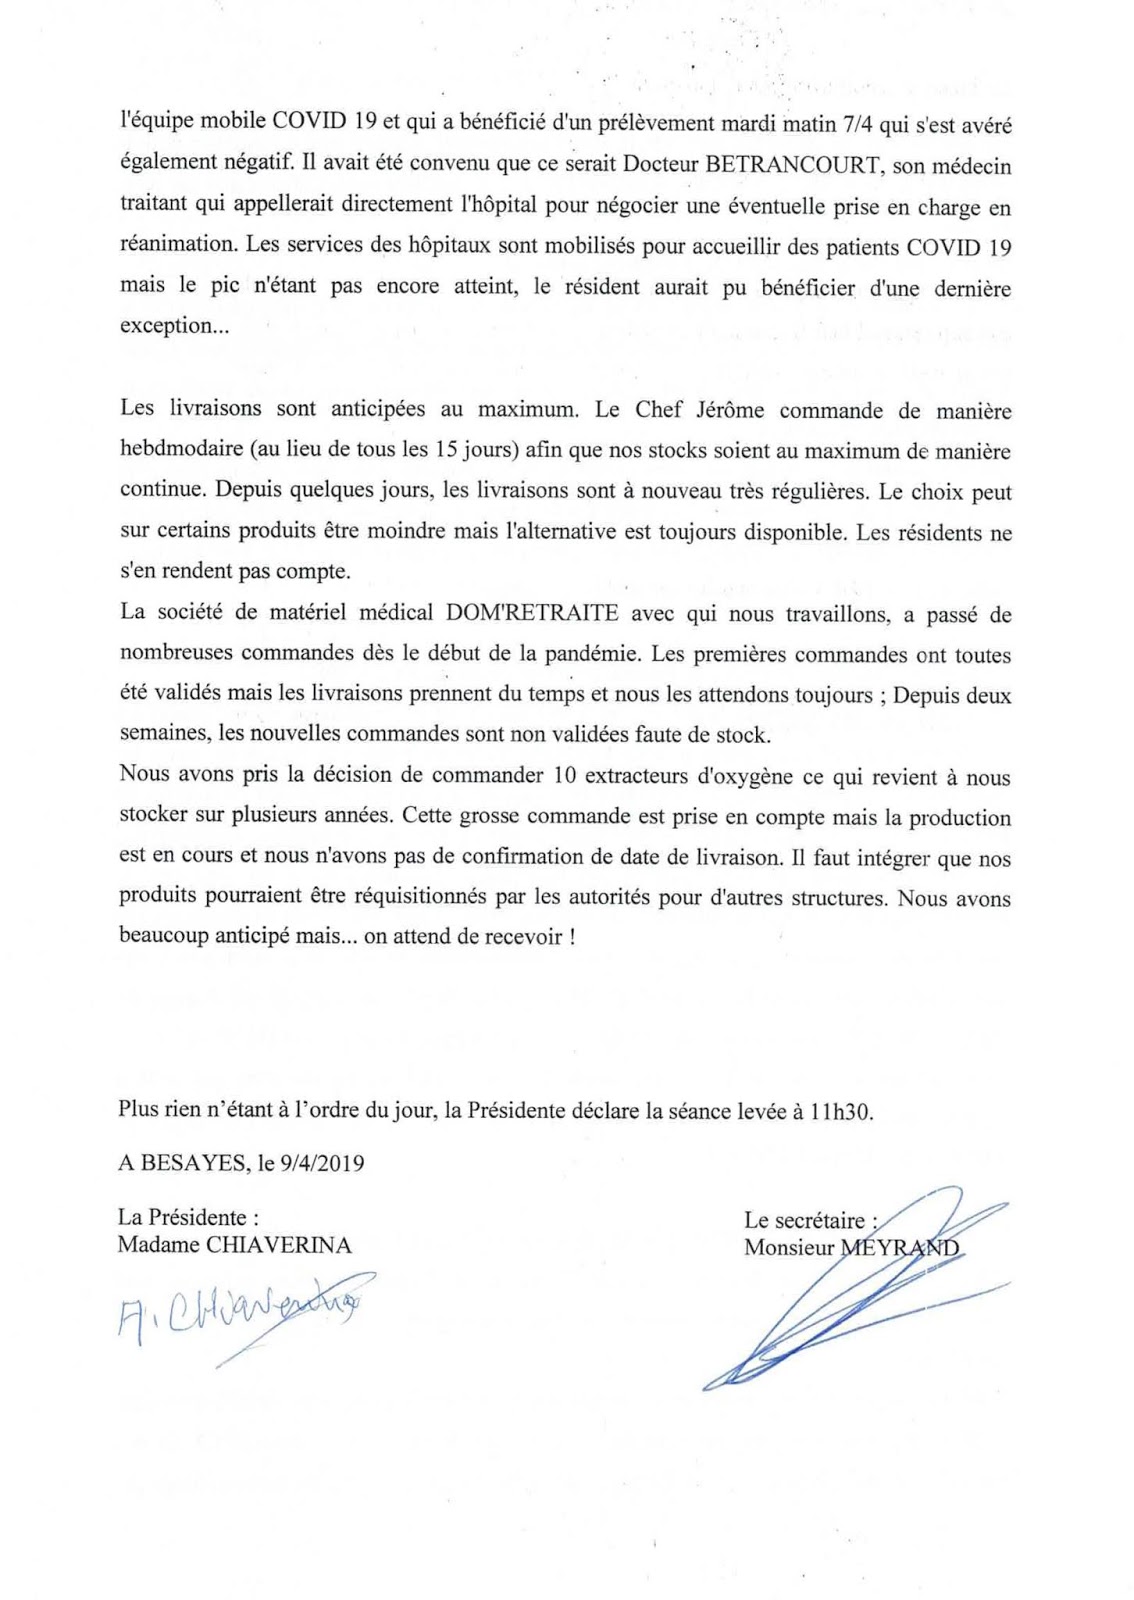 l'équipe mobile COVID 19 et qui a bénéficié d'un prélèvement mardi matin 7/4 qui s'est avéré
également négatif. Il avait été convenu que ce serait Docteur BETRANCOURT, son médecin
traitant qui appellerait directement l'hôpital pour négocier une éventuelle prise en charge en
réanimation. Les services des hôpitaux sont mobilisés pour accueillir des patients COVID 19
mais le pic n'étant pas encore atteint, le résident aurait pu bénéficier d'une dernière
exception...
Les livraisons sont anticipées au maximum. Le Chef Jérôme commande de manière
hebdmodaire (au lieu de tous les 15 jours) afin que nos stocks soient au maximum de manière
continue. Depuis quelques jours, les livraisons sont à nouveau très régulières. Le choix peut
sur certains produits être moindre mais l'alternative est toujours disponible. Les résidents ne
s'en rendent pas compte.
La société de matériel médical DOM'RETRAITE avec qui nous travaillons, a passé de
nombreuses commandes dès le début de la pandémie. Les premières commandes ont toutes
été validés mais les livraisons prennent du temps et nous les attendons toujours ; Depuis deux
semaines, les nouvelles commandes sont non validées faute de stock.
Nous avons pris la décision de commander 10 extracteurs d'oxygène ce qui revient à nous
stocker sur plusieurs années. Cette grosse commande est prise en compte mais la production
est en cours et nous n'avons pas de confirmation de date de livraison. Il faut intégrer que nos
produits pourraient être réquisitionnés par les autorités pour d'autres structures. Nous avons
beaucoup anticipé mais... on attend de recevoir !
Plus rien n’étant à l’ordre du jour, la Présidente déclare la séance levée à 11h30.
A BESAYES, le 9/4/2019
La Présidente :
Madame CHIAVERINA
Le secrétaire :
Monsieur MEYRAND
A. CHIAVERINA